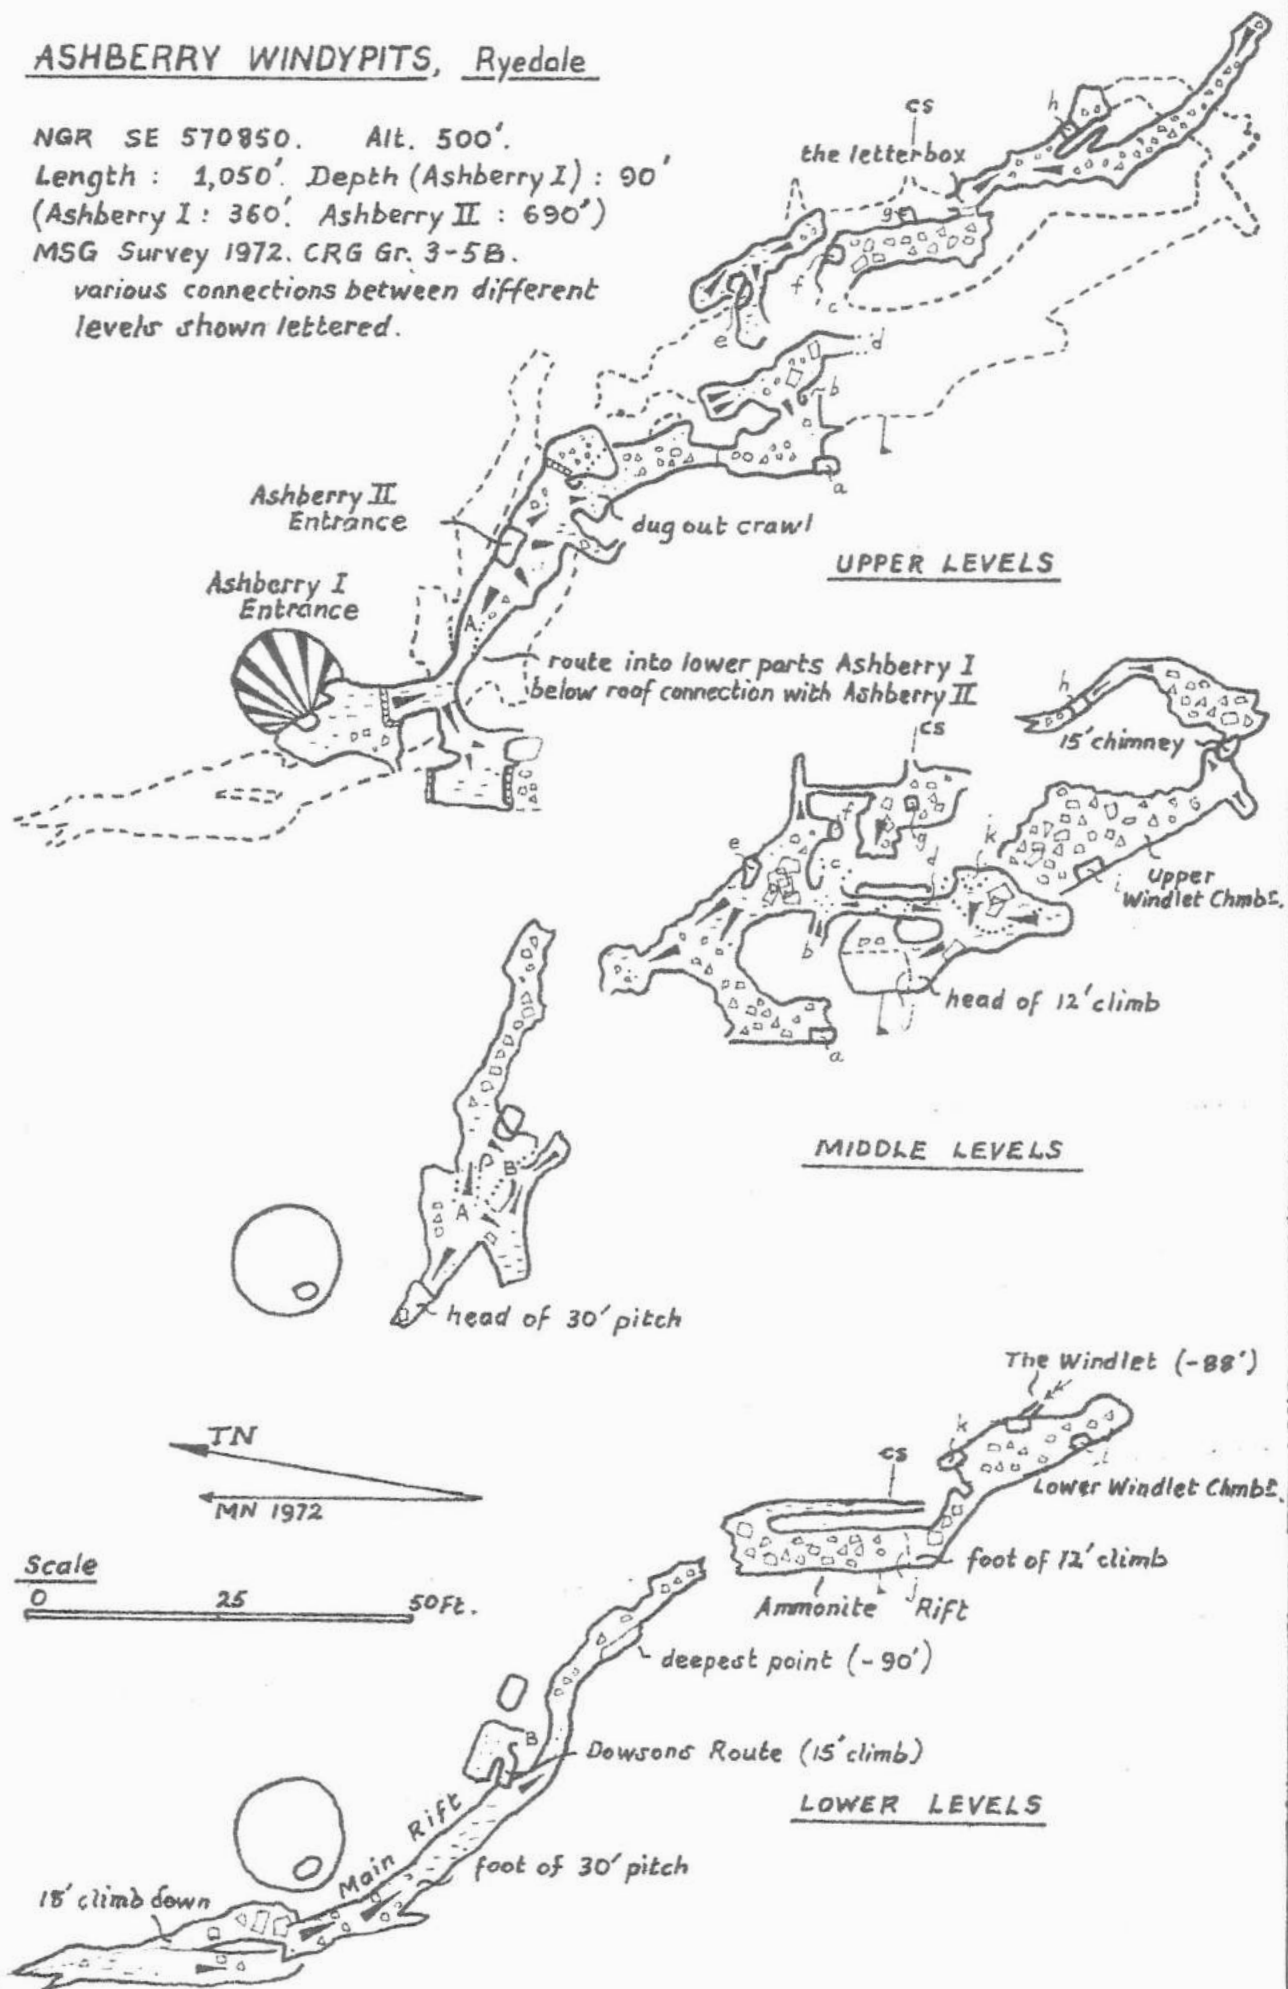 ASHBERRY WINDYPITS, Ryedale
NGR SE 570850. Alt. 500'.
Length : 1,050'. Depth (Ashberry I) : 90'
(Ashberry I : 360'. Ashberry II : 690')
MSG Survey 1972. CRG Gr. 3-5B.
various connections between different
levels shown lettered.
cs
h
the letterbox
g
f
c
e
d
b
a
Ashberry II
Entrance
dug out crawl
UPPER LEVELS
Ashberry I
Entrance
A
route into lower parts Ashberry I
below roof connection with Ashberry II
h
cs
15' chimney
e
f
g
c
d
k
i
Upper
Windlet Chmbr.
b
j
head of 12' climb
a
MIDDLE LEVELS
B
A
head of 30' pitch
The Windlet (-88')
k
cs
i
Lower Windlet Chmbr.
TN
MN 1972
foot of 12' climb
j
Ammonite Rift
Scale
0 25 50 Ft.
deepest point (-90')
B
Dowsons Route (15' climb)
LOWER LEVELS
Main Rift
foot of 30' pitch
18' climb down